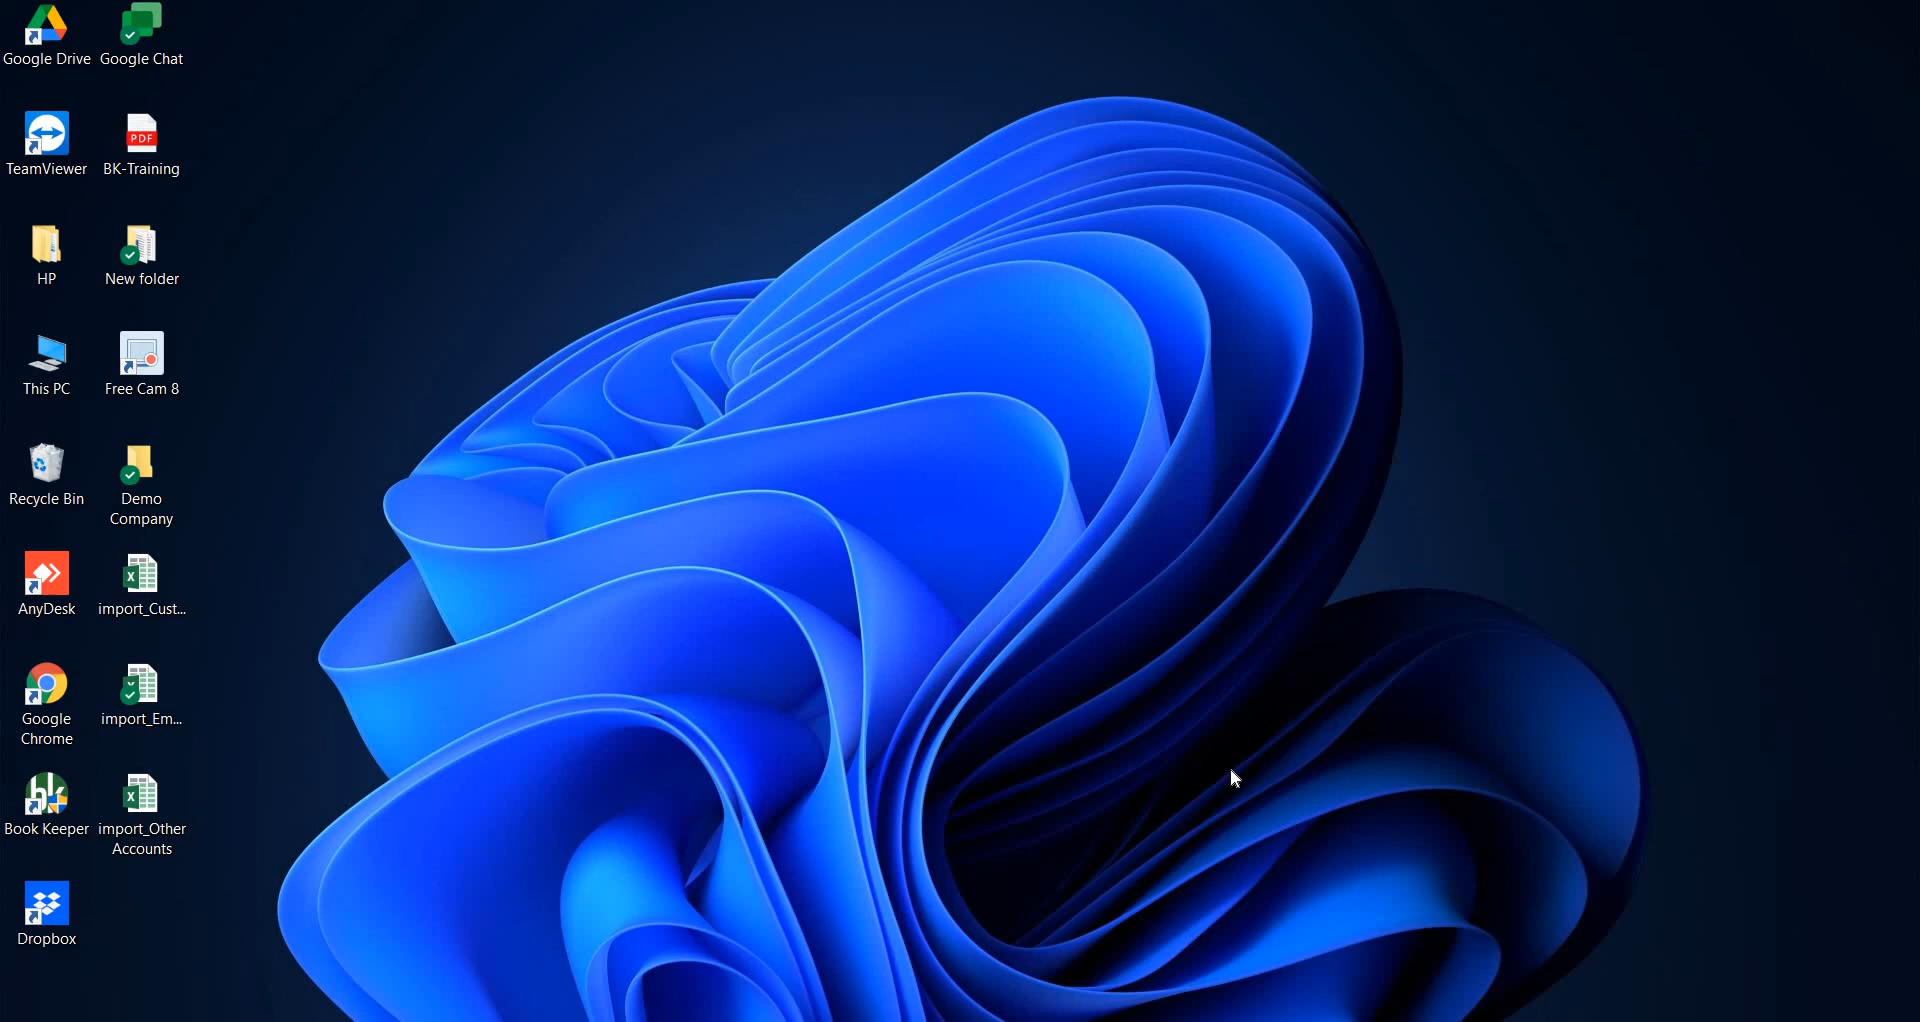 Google Drive
Google Chat
TeamViewer
PDF
BK-Training
HP
New folder
This PC
Free Cam 8
Recycle Bin
Demo
Company
AnyDesk
X
import_Cust...
Google
Chrome
import_Em...
bk
Book Keeper
X
import_Other
Accounts
Dropbox